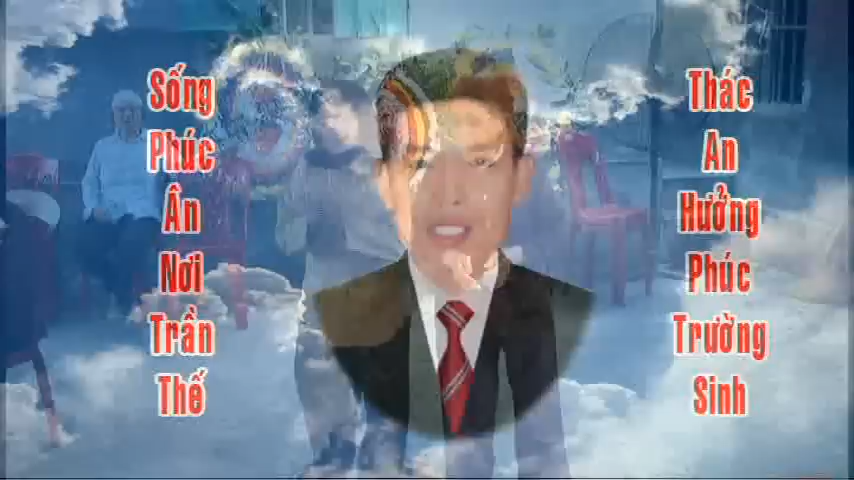 Sống
Phúc
Ân
Nơi
Trần
Thế
Thác
An
Hưởng
Phúc
Trường
Sinh